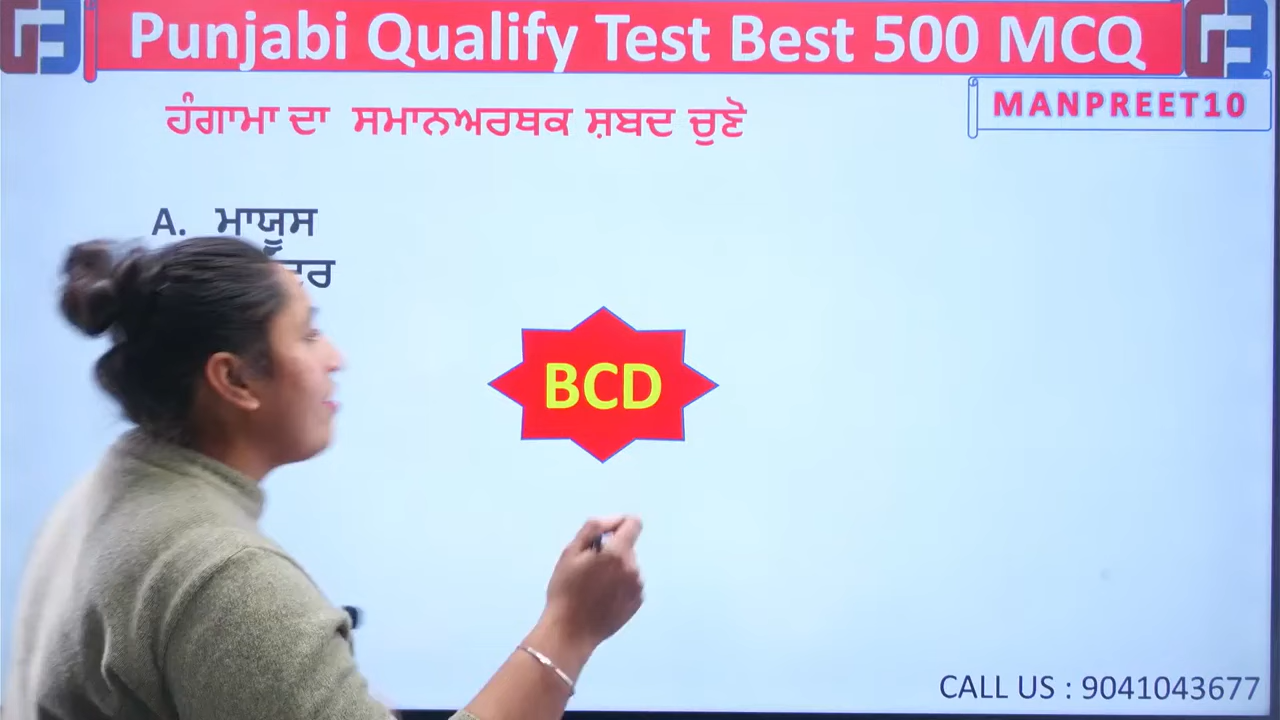 Punjabi Qualify Test Best 500 MCQ
MANPREET10
ਹੰਗਾਮਾ ਦਾ ਸਮਾਨਅਰਥਕ ਸ਼ਬਦ ਚੁਣੋ
A. ਮਾਯੂਸ
BCD
CALL US : 9041043677